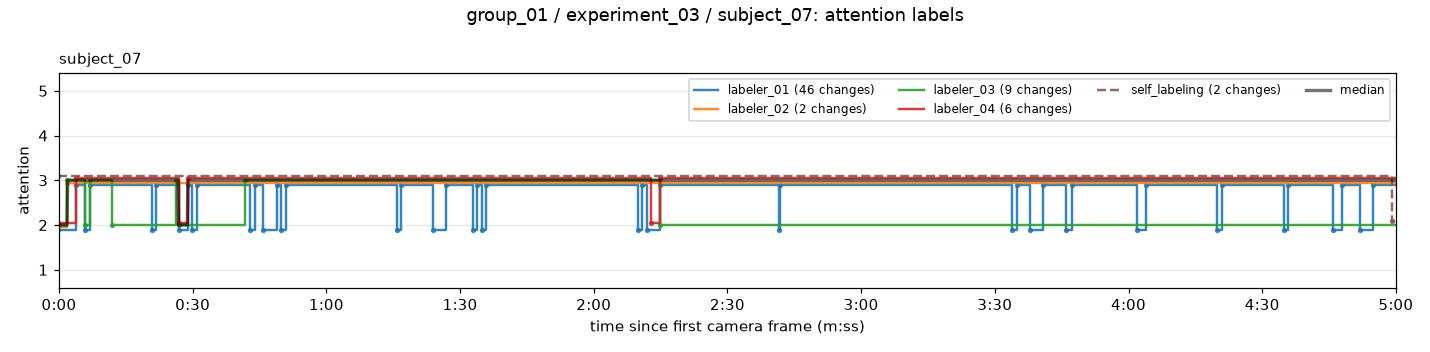 group_01 / experiment_03 / subject_07: attention labels
subject_07
labeler_01 (46 changes)
labeler_02 (2 changes)
labeler_03 (9 changes)
labeler_04 (6 changes)
self_labeling (2 changes)
median
attention
5
4
3
2
1
0:00 0:30 1:00 1:30 2:00 2:30 3:00 3:30 4:00 4:30 5:00
time since first camera frame (m:ss)